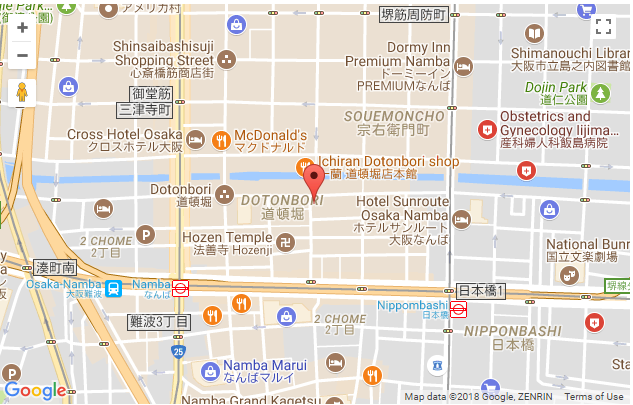 アメリカ村
堺筋周防町
Shinsaibashisuji
Shopping Street
心斎橋筋商店街
Dormy Inn
Premium Namba
ドーミーイン
PREMIUMなんば
Shimanouchi Libra
大阪市立島之内図書館
Dojin Park
道仁公園
御堂筋
三津寺町
SOUEMONCHO
宗右衛門町
Obstetrics and
Gynecology Iijima...
産科婦人科飯島病院
Cross Hotel Osaka
クロスホテル大阪
McDonald's
マクドナルド
Ichiran Dotonbori shop
一蘭 道頓堀店本館
Dotonbori
道頓堀
DOTONBORI
道頓堀
Hotel Sunroute
Osaka Namba
ホテルサンルート
大阪なんば
2 CHOME
2丁目
Hozen Temple
法善寺 Hozenji
National Bunr
国立文楽劇場
湊町南
Osaka-Namba
大阪難波
Namba
なんば
日本橋1
堺線
Nippombashi
日本橋
難波3丁目
2 CHOME
2丁目
NIPPONBASHI
日本橋
25
Namba Marui
なんばマルイ
Sta
Namba Grand Kagetsu
Google
Map data ©2018 Google, ZENRIN
Terms of Use